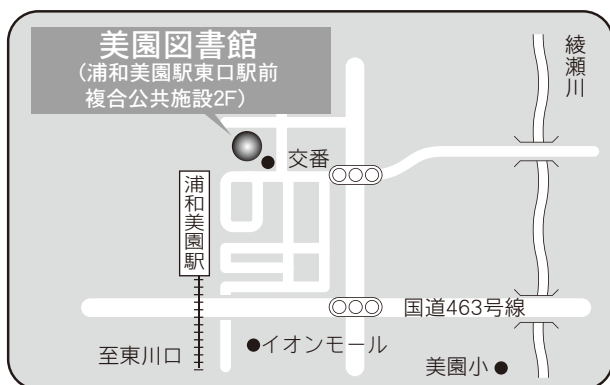 美園図書館
（浦和美園駅東口駅前
複合公共施設2F）
綾瀬川
交番
浦和美園駅
国道463号線
至東川口
●イオンモール
美園小●